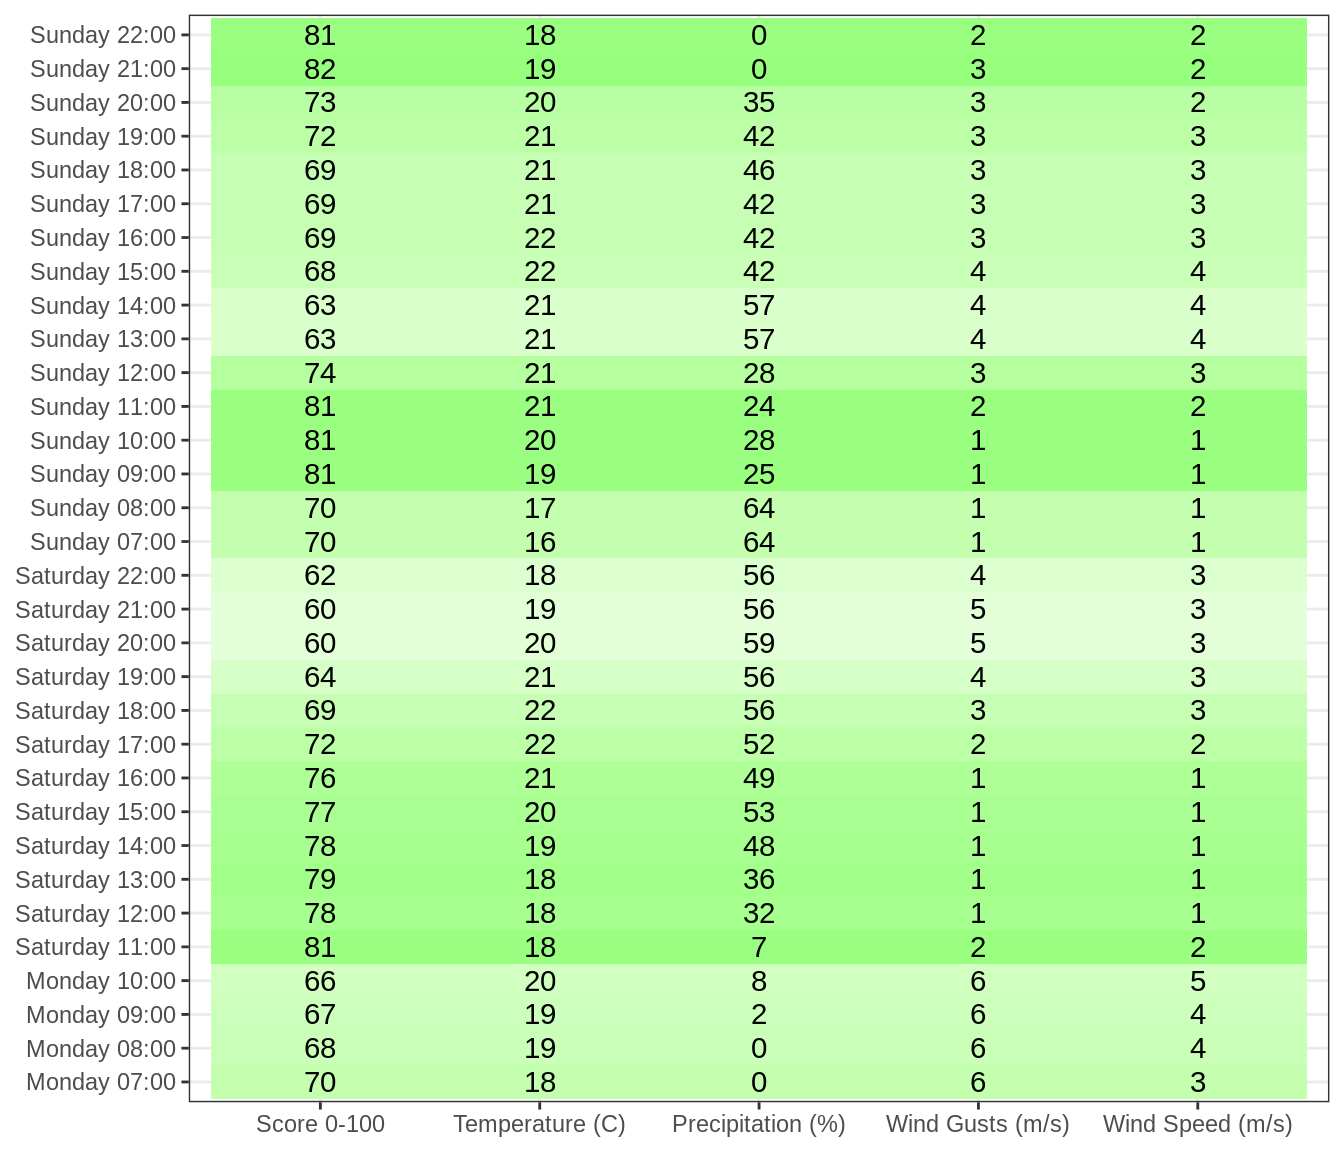 Sunday 22:00 81 18 0 2 2
Sunday 21:00 82 19 0 3 2
Sunday 20:00 73 20 35 3 2
Sunday 19:00 72 21 42 3 3
Sunday 18:00 69 21 46 3 3
Sunday 17:00 69 21 42 3 3
Sunday 16:00 69 22 42 3 3
Sunday 15:00 68 22 42 4 4
Sunday 14:00 63 21 57 4 4
Sunday 13:00 63 21 57 4 4
Sunday 12:00 74 21 28 3 3
Sunday 11:00 81 21 24 2 2
Sunday 10:00 81 20 28 1 1
Sunday 09:00 81 19 25 1 1
Sunday 08:00 70 17 64 1 1
Sunday 07:00 70 16 64 1 1
Saturday 22:00 62 18 56 4 3
Saturday 21:00 60 19 56 5 3
Saturday 20:00 60 20 59 5 3
Saturday 19:00 64 21 56 4 3
Saturday 18:00 69 22 56 3 3
Saturday 17:00 72 22 52 2 2
Saturday 16:00 76 21 49 1 1
Saturday 15:00 77 20 53 1 1
Saturday 14:00 78 19 48 1 1
Saturday 13:00 79 18 36 1 1
Saturday 12:00 78 18 32 1 1
Saturday 11:00 81 18 7 2 2
Monday 10:00 66 20 8 6 5
Monday 09:00 67 19 2 6 4
Monday 08:00 68 19 0 6 4
Monday 07:00 70 18 0 6 3
Score 0-100 Temperature (C) Precipitation (%) Wind Gusts (m/s) Wind Speed (m/s)